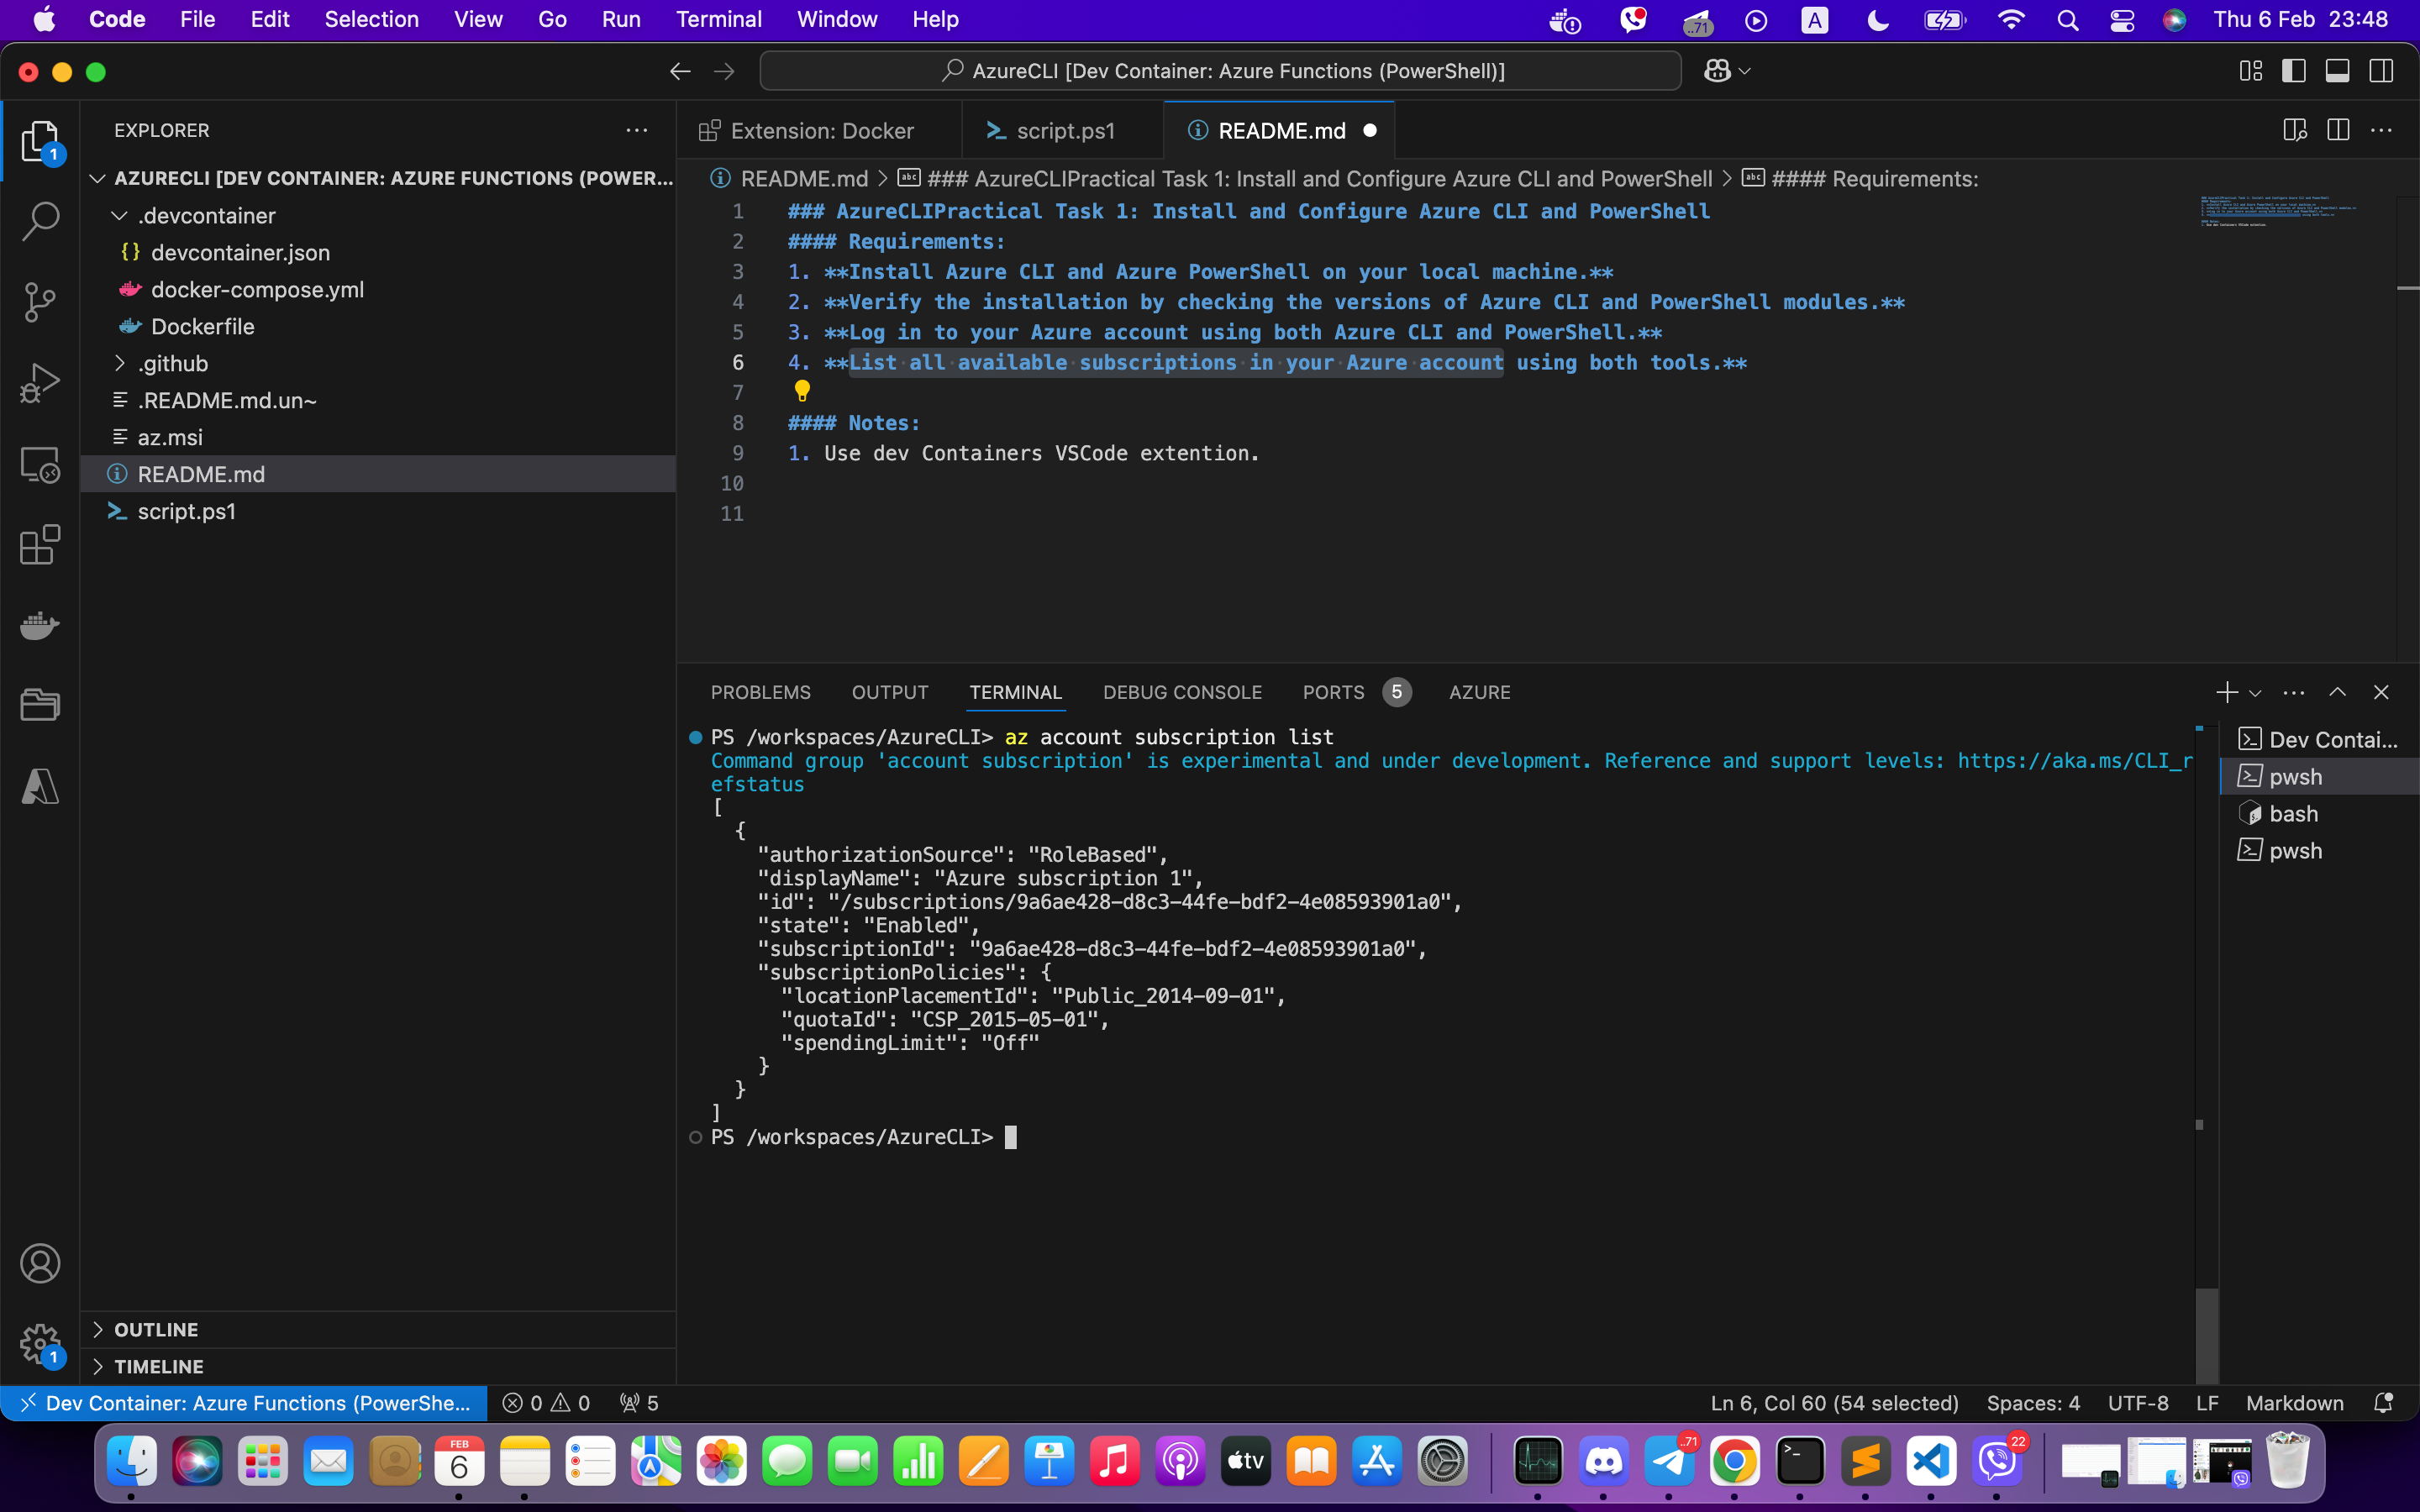 Code File Edit Selection View Go Run Terminal Window Help
..71 A Thu 6 Feb 23:48
AzureCLI [Dev Container: Azure Functions (PowerShell)]
EXPLORER
AZURECLI [DEV CONTAINER: AZURE FUNCTIONS (POWER...
.devcontainer
{} devcontainer.json
docker-compose.yml
Dockerfile
.github
.README.md.un~
az.msi
README.md
script.ps1
OUTLINE
TIMELINE
1
1
Extension: Docker
script.ps1
README.md
README.md > abc ### AzureCLIPractical Task 1: Install and Configure Azure CLI and PowerShell > abc #### Requirements:
1 ### AzureCLIPractical Task 1: Install and Configure Azure CLI and PowerShell
2 #### Requirements:
3 1. **Install Azure CLI and Azure PowerShell on your local machine.**
4 2. **Verify the installation by checking the versions of Azure CLI and PowerShell modules.**
5 3. **Log in to your Azure account using both Azure CLI and PowerShell.**
6 4. **List all available subscriptions in your Azure account using both tools.**
7
8 #### Notes:
9 1. Use dev Containers VSCode extention.
10
11
PROBLEMS OUTPUT TERMINAL DEBUG CONSOLE PORTS 5 AZURE
PS /workspaces/AzureCLI> az account subscription list
Command group 'account subscription' is experimental and under development. Reference and support levels: https://aka.ms/CLI_r
efstatus
[
{
"authorizationSource": "RoleBased",
"displayName": "Azure subscription 1",
"id": "/subscriptions/9a6ae428-d8c3-44fe-bdf2-4e08593901a0",
"state": "Enabled",
"subscriptionId": "9a6ae428-d8c3-44fe-bdf2-4e08593901a0",
"subscriptionPolicies": {
"locationPlacementId": "Public_2014-09-01",
"quotaId": "CSP_2015-05-01",
"spendingLimit": "Off"
}
}
]
PS /workspaces/AzureCLI>
Dev Contai...
pwsh
bash
pwsh
Dev Container: Azure Functions (PowerShe... 0 0 5
Ln 6, Col 60 (54 selected) Spaces: 4 UTF-8 LF Markdown
FEB
6
tv
..71
22